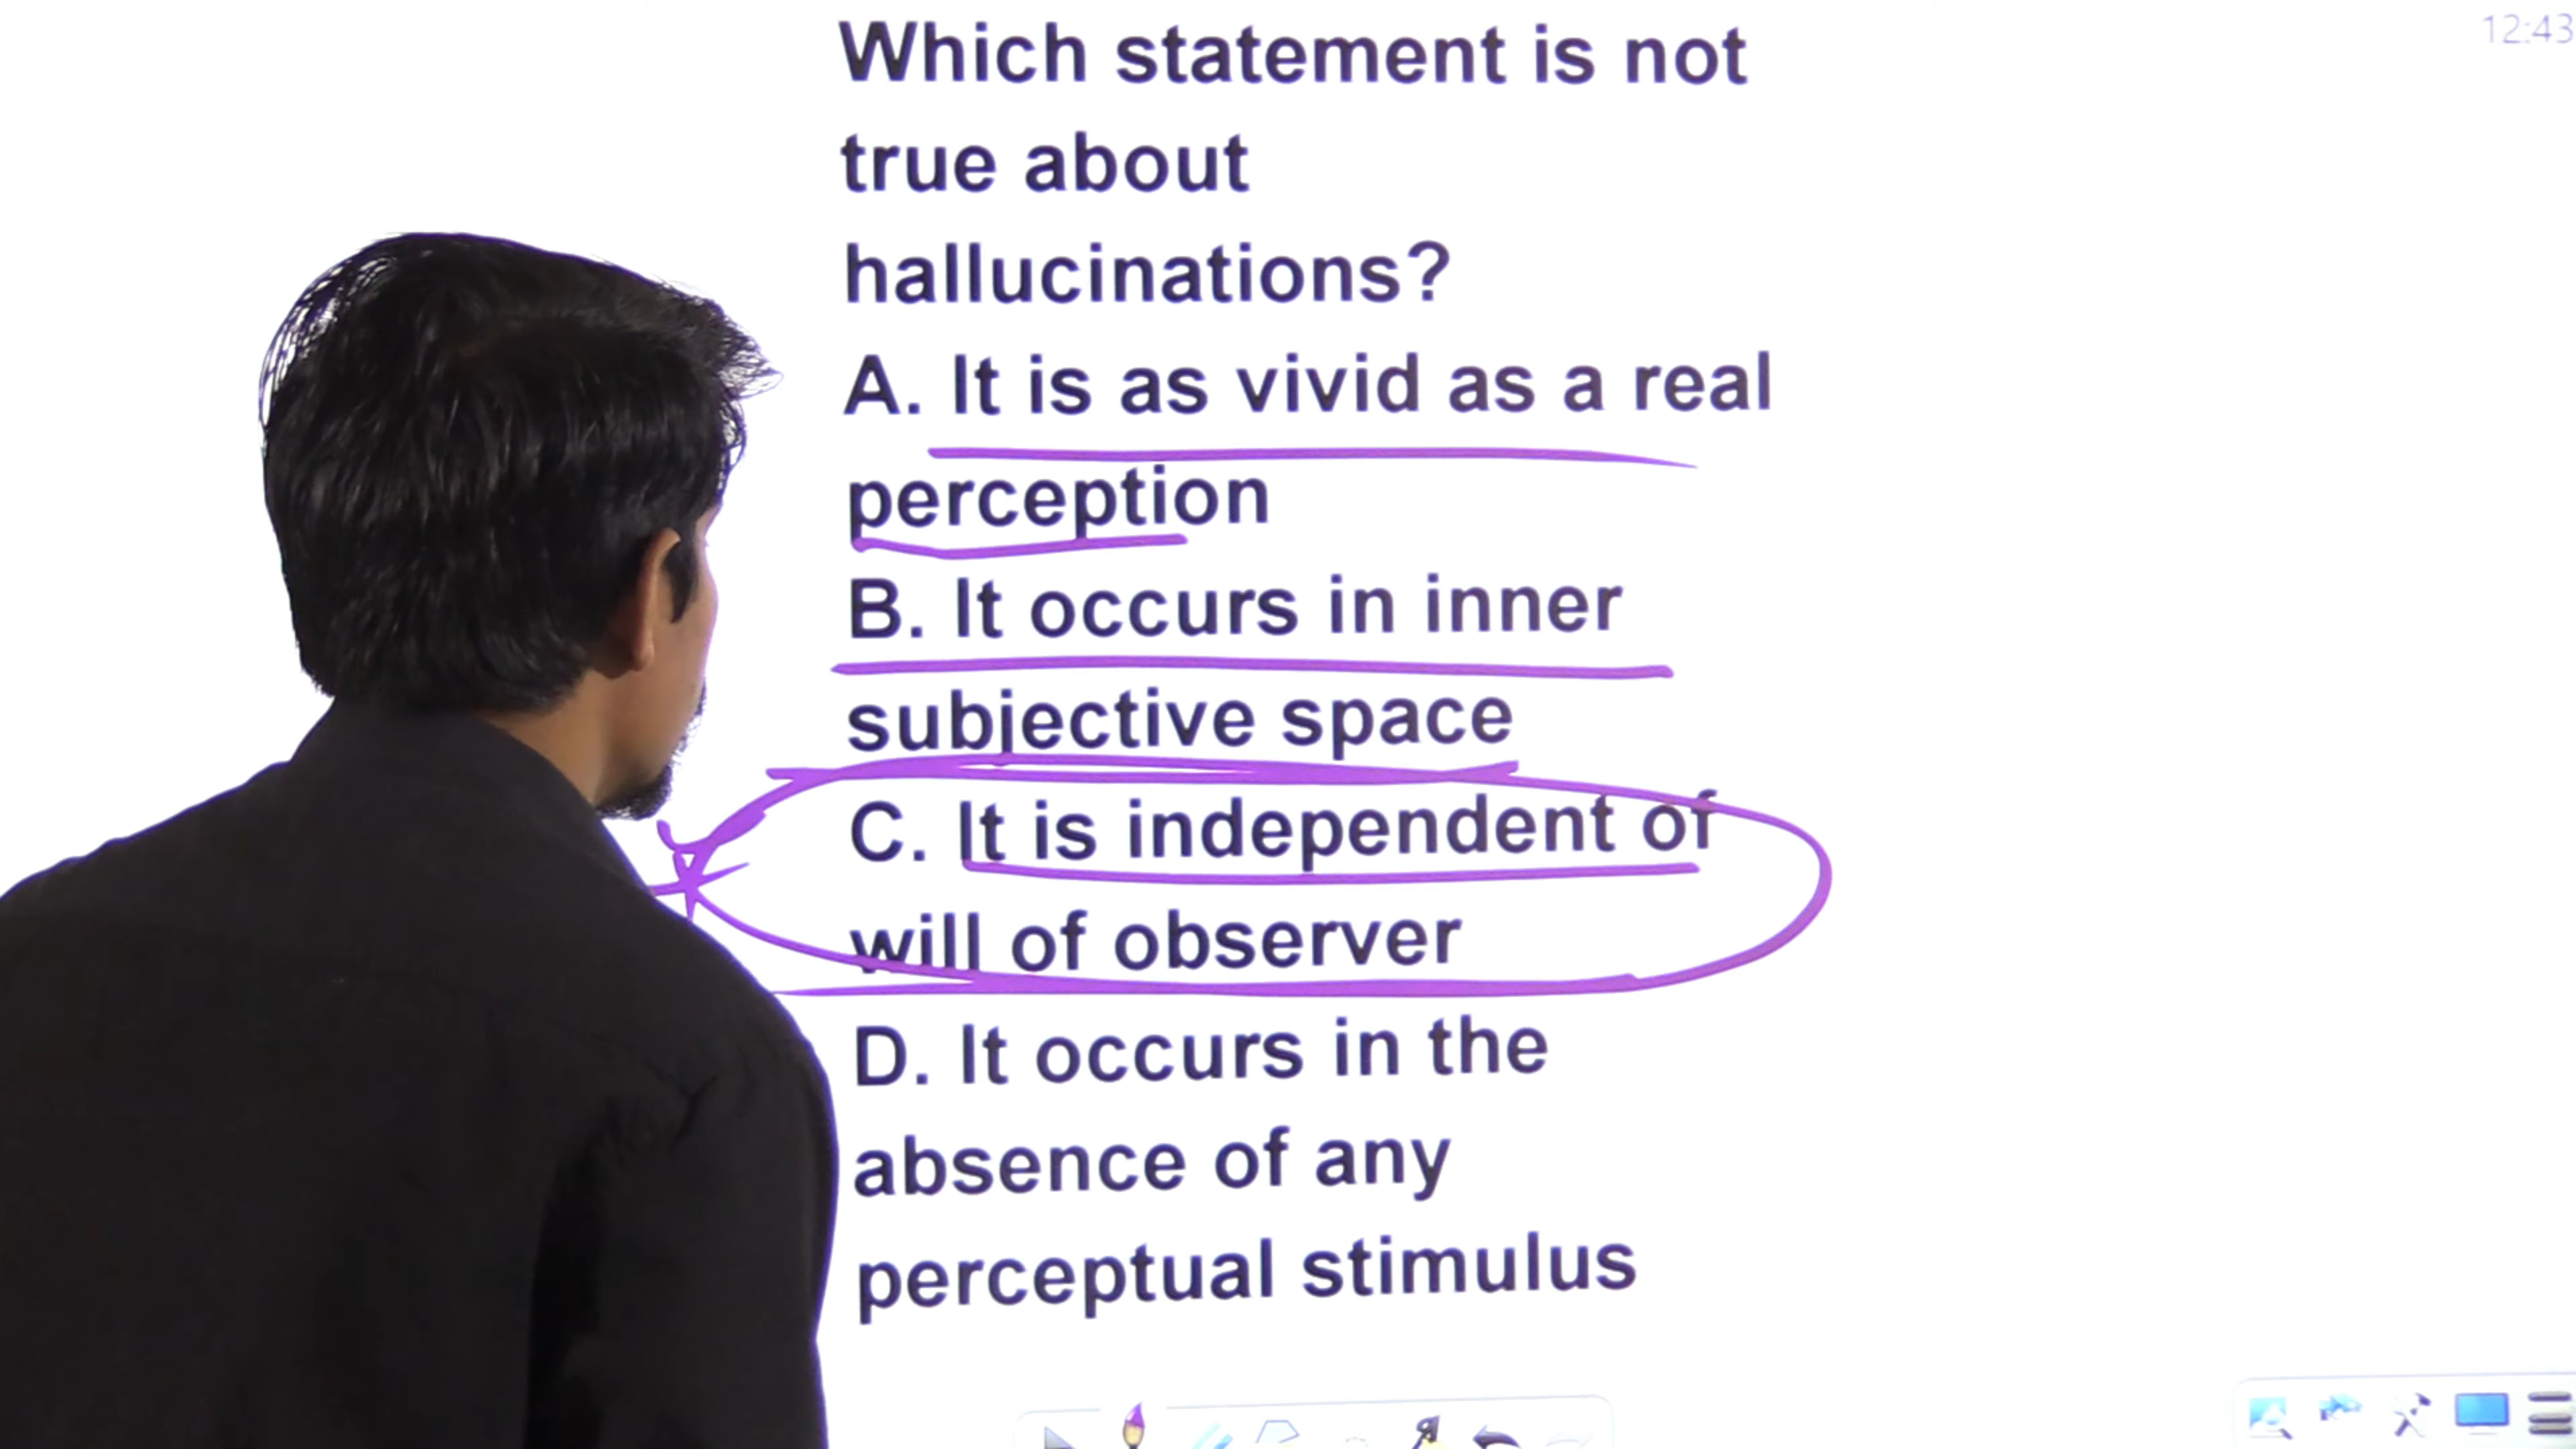 12:43
Which statement is not
true about
hallucinations?
A. It is as vivid as a real
perception
B. It occurs in inner
subjective space
C. It is independent of
will of observer
D. It occurs in the
absence of any
perceptual stimulus